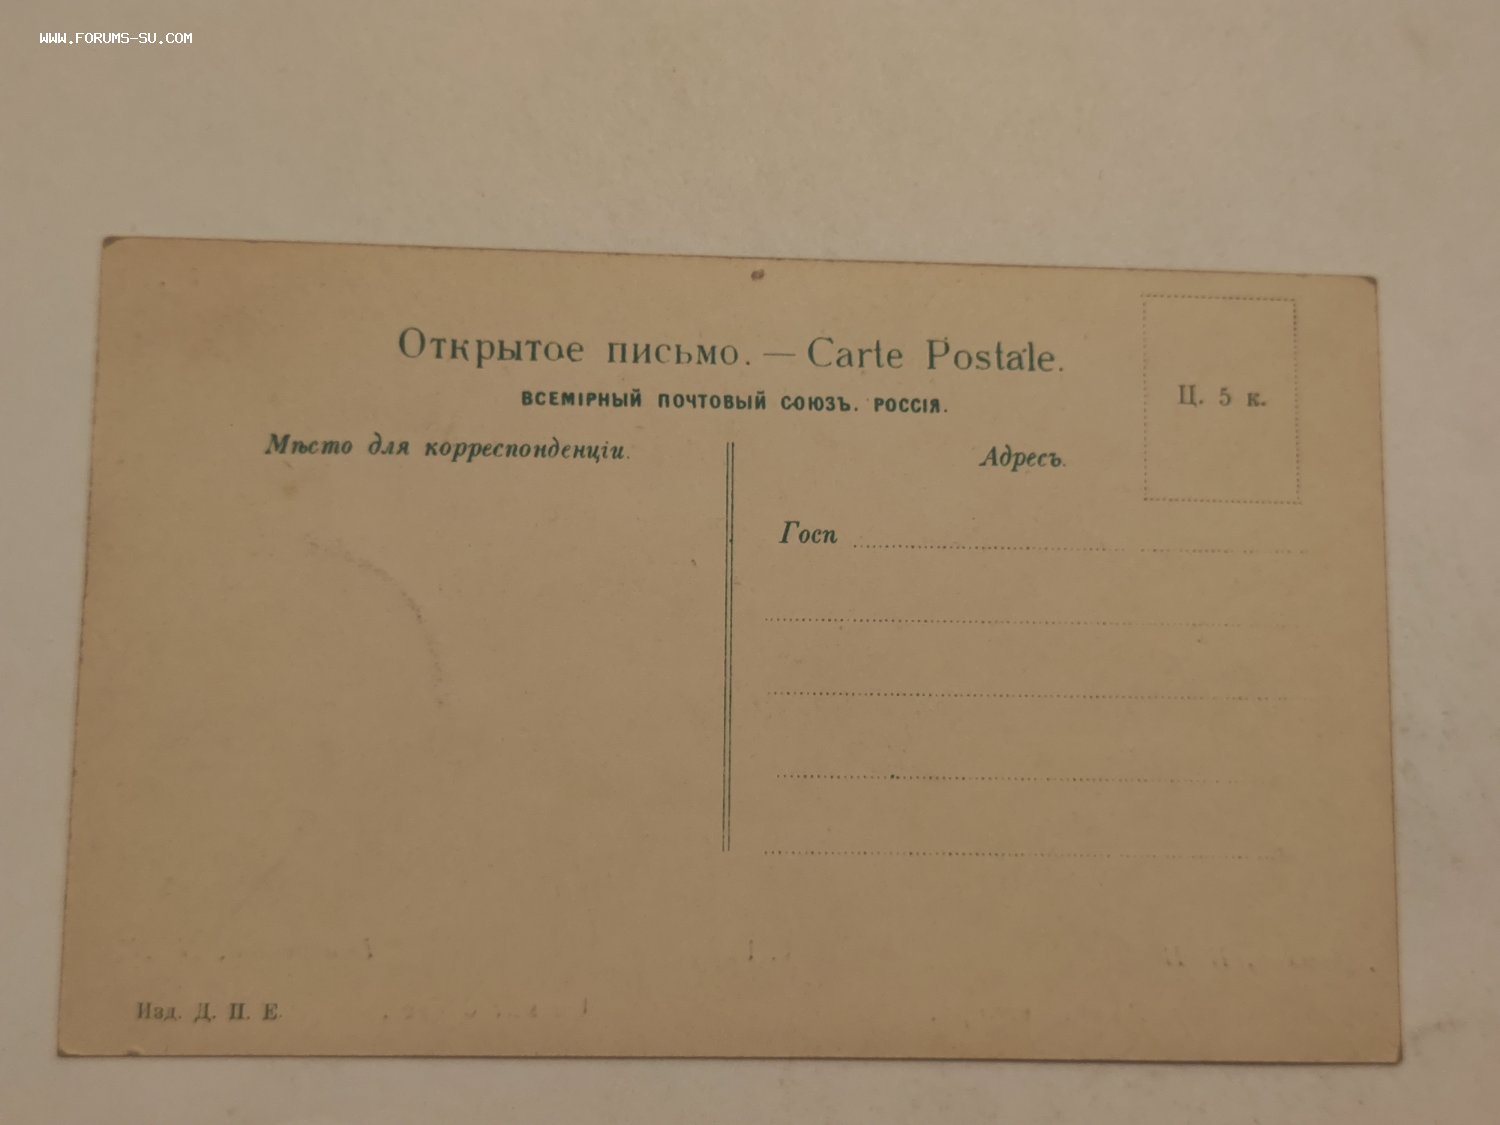 WWW.FORUMS-SU.COM
Открытое письмо. — Carte Postale.
ВСЕМІРНЫЙ ПОЧТОВЫЙ СОЮЗЪ. РОССІЯ.
Ц. 5 к.
Мѣсто для корреспонденціи.
Адресъ.
Госп
Изд. Д. П. Е.